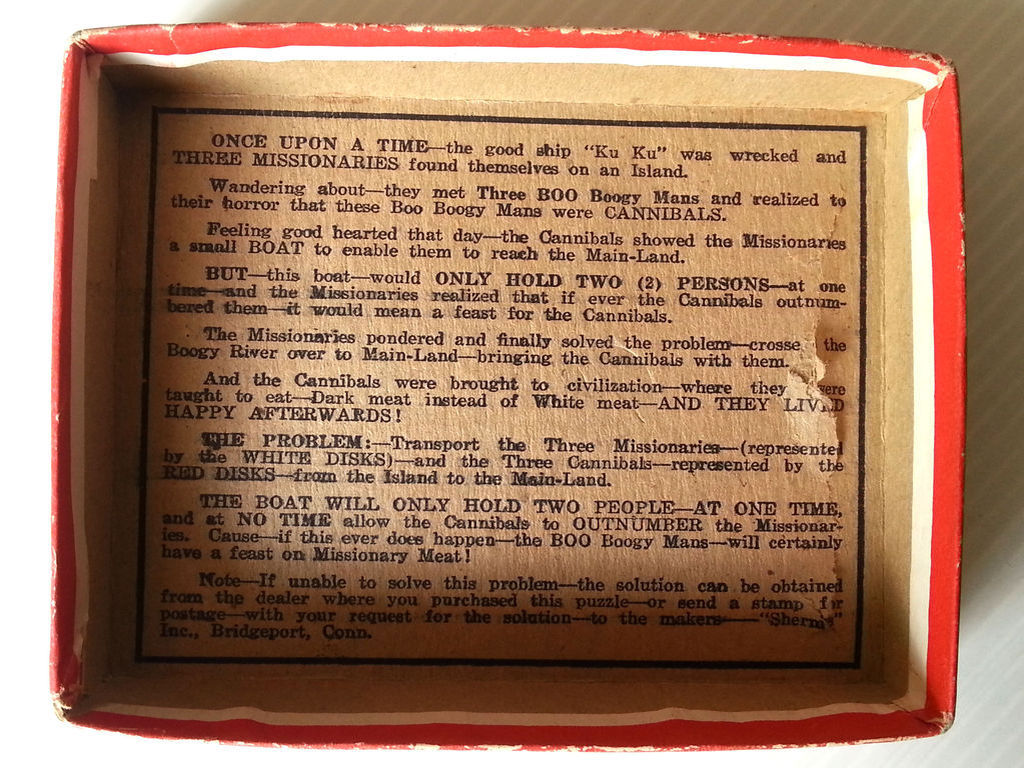 ONCE UPON A TIME—the good ship "Ku Ku" was wrecked and
THREE MISSIONARIES found themselves on an Island.
Wandering about—they met Three BOO Boogy Mans and realized to
their horror that these Boo Boogy Mans were CANNIBALS.
Feeling good hearted that day—the Cannibals showed the Missionaries
a small BOAT to enable them to reach the Main-Land.
BUT—this boat—would ONLY HOLD TWO (2) PERSONS—at one
time—and the Missionaries realized that if ever the Cannibals outnum-
bered them—it would mean a feast for the Cannibals.
The Missionaries pondered and finally solved the problem—crosse the
Boogy River over to Main-Land—bringing the Cannibals with them.
And the Cannibals were brought to civilization—where they were
taught to eat—Dark meat instead of White meat—AND THEY LIVED
HAPPY AFTERWARDS!
THE PROBLEM:—Transport the Three Missionaries—(represented
by the WHITE DISKS)—and the Three Cannibals—represented by the
RED DISKS—from the Island to the Main-Land.
THE BOAT WILL ONLY HOLD TWO PEOPLE—AT ONE TIME,
and at NO TIME allow the Cannibals to OUTNUMBER the Missionar-
ies. Cause—if this ever does happen—the BOO Boogy Mans—will certainly
have a feast on Missionary Meat!
Note—If unable to solve this problem—the solution can be obtained
from the dealer where you purchased this puzzle—or send a stamp for
postage—with your request for the solution—to the makers——"Sherms"
Inc., Bridgeport, Conn.